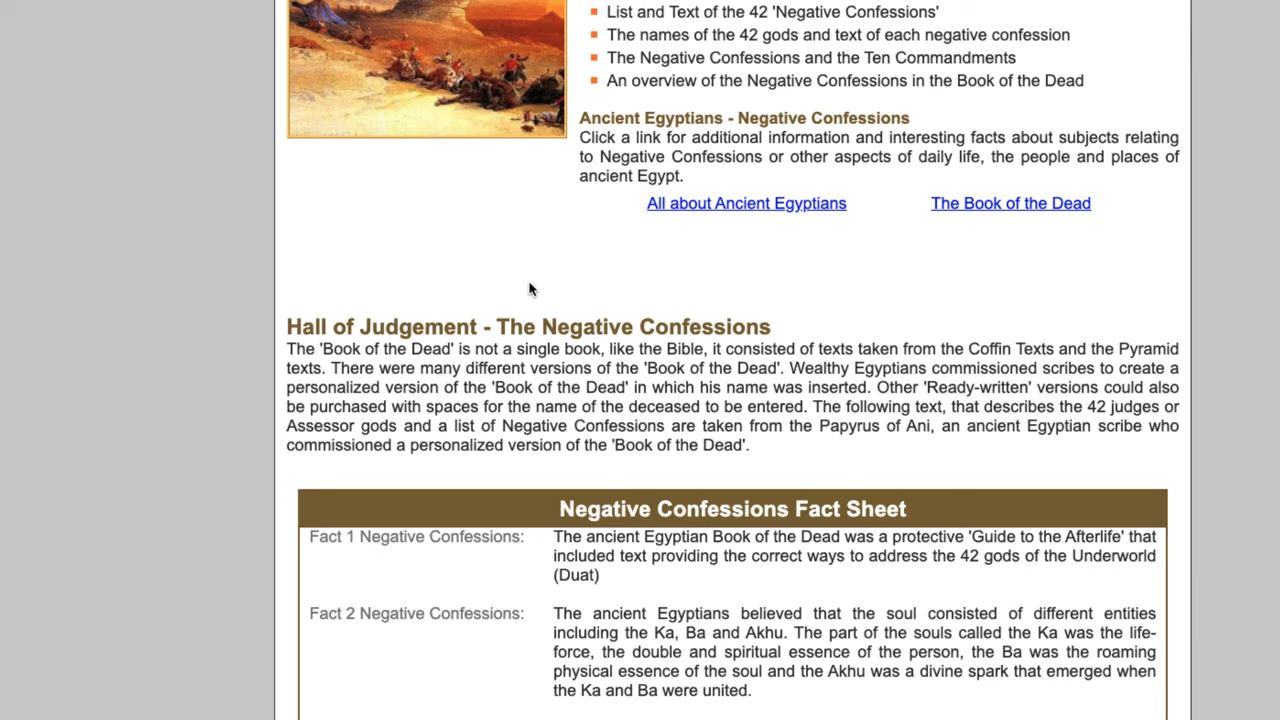 List and Text of the 42 'Negative Confessions'
The names of the 42 gods and text of each negative confession
The Negative Confessions and the Ten Commandments
An overview of the Negative Confessions in the Book of the Dead
Ancient Egyptians - Negative Confessions
Click a link for additional information and interesting facts about subjects relating
to Negative Confessions or other aspects of daily life, the people and places of
ancient Egypt.
All about Ancient Egyptians The Book of the Dead
Hall of Judgement - The Negative Confessions
The 'Book of the Dead' is not a single book, like the Bible, it consisted of texts taken from the Coffin Texts and the Pyramid
texts. There were many different versions of the 'Book of the Dead'. Wealthy Egyptians commissioned scribes to create a
personalized version of the 'Book of the Dead' in which his name was inserted. Other 'Ready-written' versions could also
be purchased with spaces for the name of the deceased to be entered. The following text, that describes the 42 judges or
Assessor gods and a list of Negative Confessions are taken from the Papyrus of Ani, an ancient Egyptian scribe who
commissioned a personalized version of the 'Book of the Dead'.
Negative Confessions Fact Sheet
Fact 1 Negative Confessions: The ancient Egyptian Book of the Dead was a protective 'Guide to the Afterlife' that
included text providing the correct ways to address the 42 gods of the Underworld
(Duat)
Fact 2 Negative Confessions: The ancient Egyptians believed that the soul consisted of different entities
including the Ka, Ba and Akhu. The part of the souls called the Ka was the life-
force, the double and spiritual essence of the person, the Ba was the roaming
physical essence of the soul and the Akhu was a divine spark that emerged when
the Ka and Ba were united.